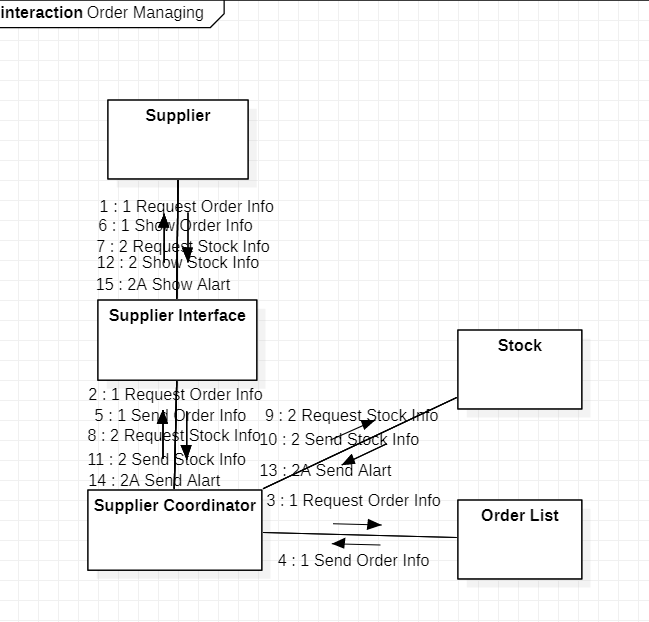 interaction Order Managing
Supplier
1 : 1 Request Order Info
6 : 1 Show Order Info
7 : 2 Request Stock Info
12 : 2 Show Stock Info
15 : 2A Show Alart
Supplier Interface
2 : 1 Request Order Info
5 : 1 Send Order Info
8 : 2 Request Stock Info
11 : 2 Send Stock Info
14 : 2A Send Alart
Stock
9 : 2 Request Stock Info
10 : 2 Send Stock Info
13 : 2A Send Alart
Supplier Coordinator
3 : 1 Request Order Info
4 : 1 Send Order Info
Order List